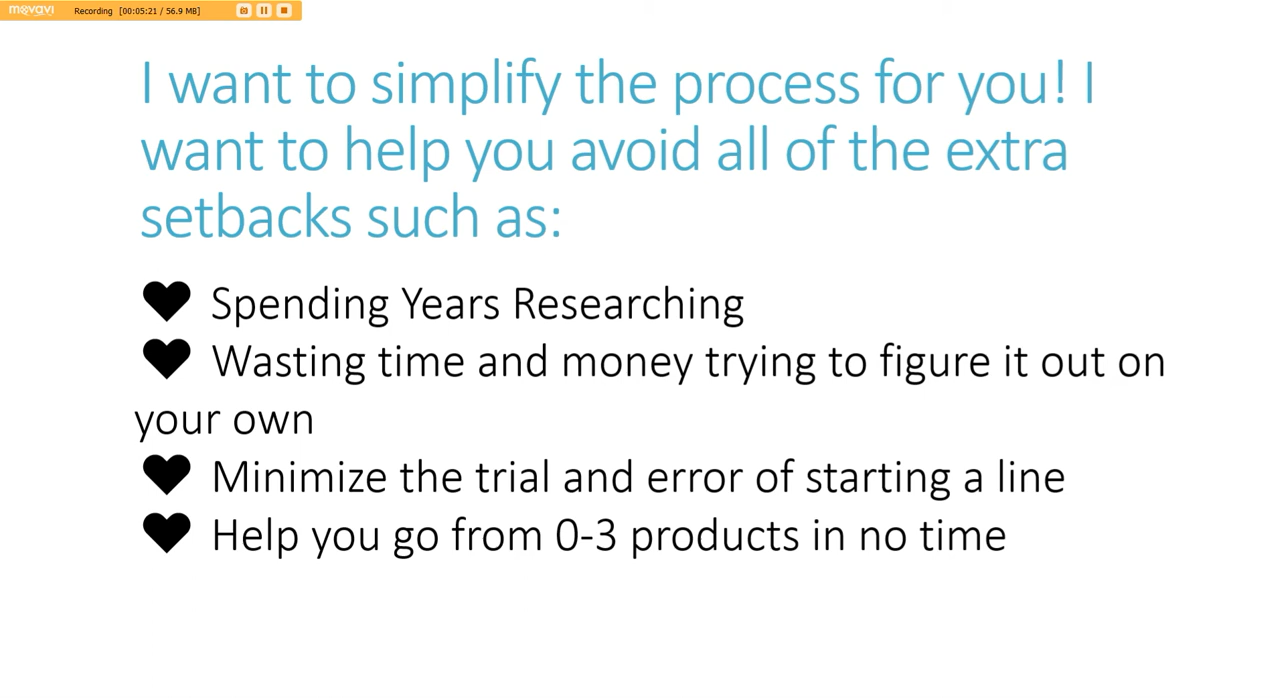 movavi Recording [00:05:21 / 56.9 MB]
I want to simplify the process for you! I
want to help you avoid all of the extra
setbacks such as:
♥ Spending Years Researching
♥ Wasting time and money trying to figure it out on
your own
♥ Minimize the trial and error of starting a line
♥ Help you go from 0-3 products in no time